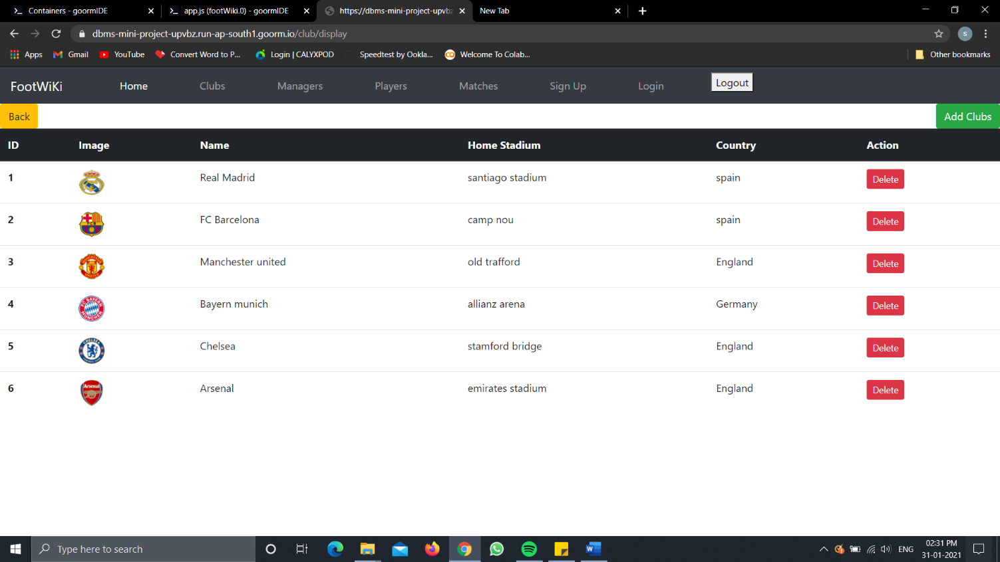 Containers - goormIDE
app.js (footWiki.0) - goormIDE
https://dbms-mini-project-upvbz
New Tab
dbms-mini-project-upvbz.run-ap-south1.goorm.io/club/display
S
Apps
Gmail
YouTube
Convert Word to P...
Login | CALYXPOD
Speedtest by Ookla...
Welcome To Colab...
Other bookmarks
FootWiKi
Home
Clubs
Managers
Players
Matches
Sign Up
Login
Logout
Back
Add Clubs
ID Image Name Home Stadium Country Action
1 Real Madrid santiago stadium spain Delete
2 FC Barcelona camp nou spain Delete
3 Manchester united old trafford England Delete
4 Bayern munich allianz arena Germany Delete
5 Chelsea stamford bridge England Delete
6 Arsenal emirates stadium England Delete
Type here to search
ENG
02:31 PM
31-01-2021